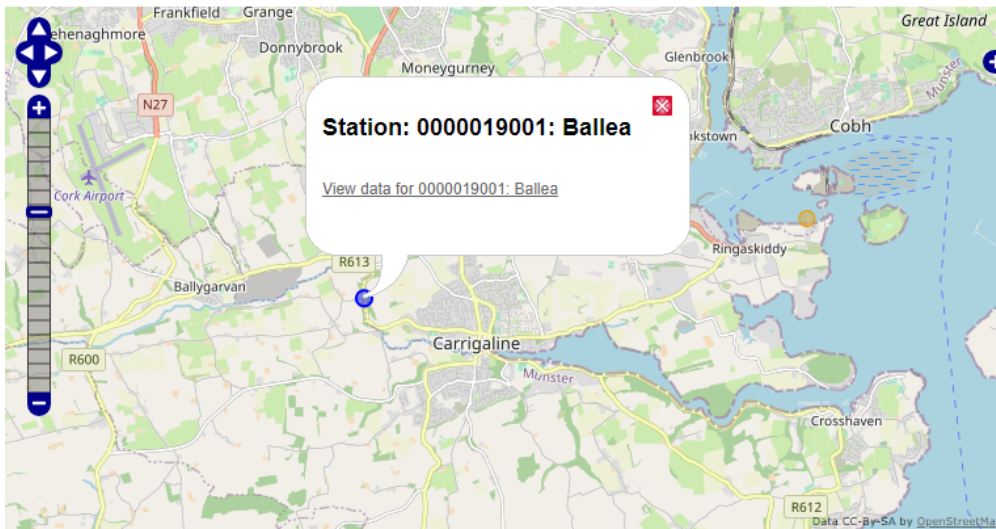 Frankfield
Grange
Great Island
ehenaghmore
Donnybrook
Glenbrook
Moneygurney
Munster
N27
Station: 0000019001: Ballea
nkstown
Cobh
View data for 0000019001: Ballea
Cork Airport
Ringaskiddy
R613
Ballygarvan
Carrigaline
R600
Munster
Crosshaven
R612
Data CC-By-SA by OpenStreetMa